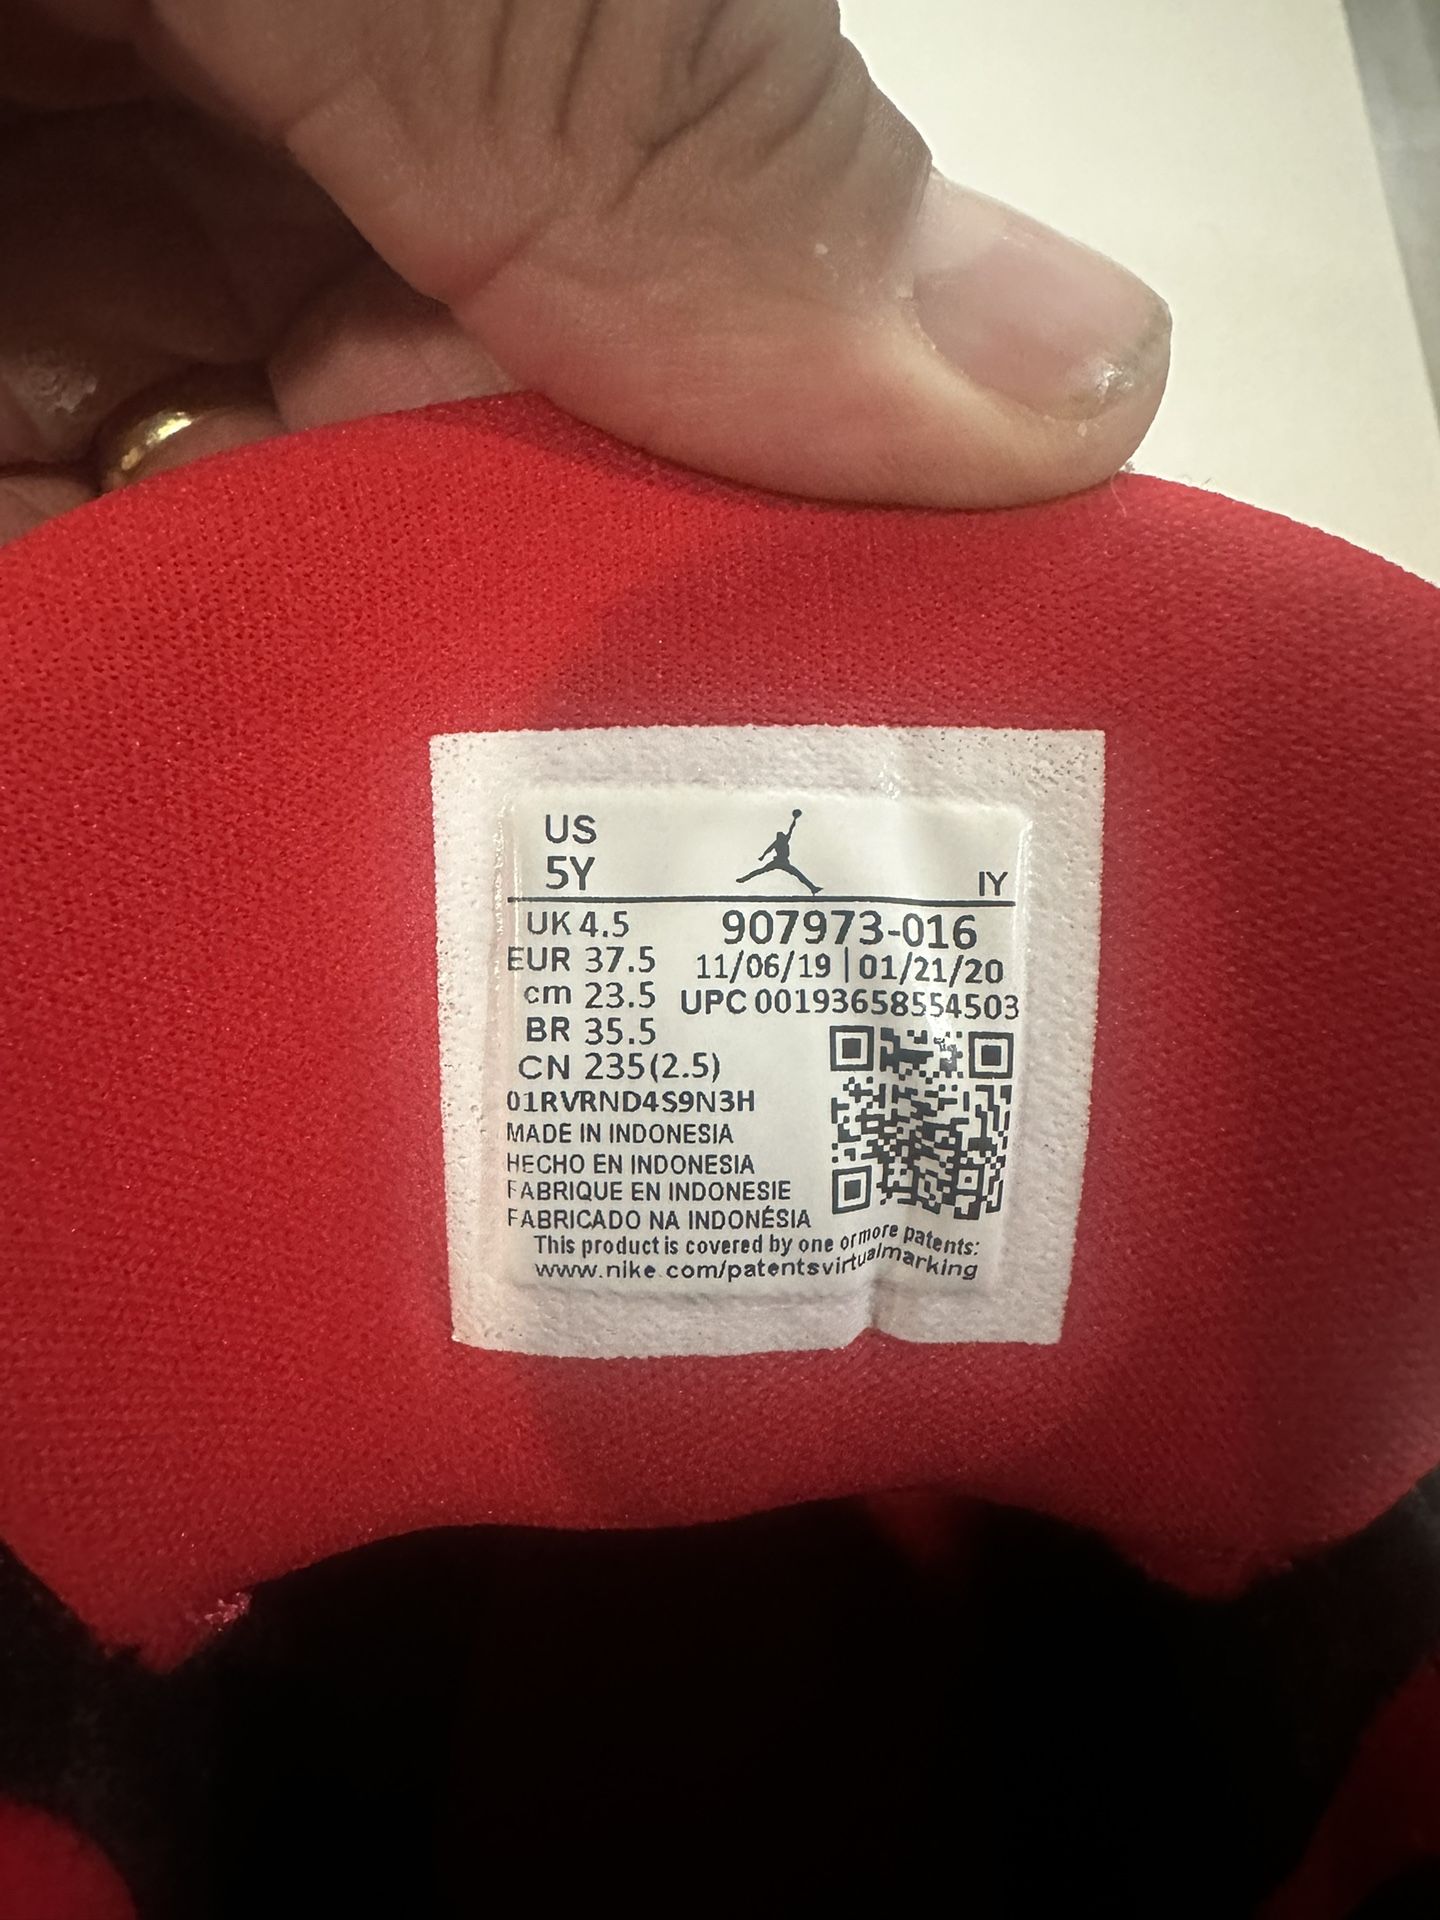 US
5Y
IY
UK 4.5
EUR 37.5
cm 23.5
BR 35.5
CN 235(2.5)
907973-016
11/06/19 | 01/21/20
UPC 00193658554503
01RVRND4S9N3H
MADE IN INDONESIA
HECHO EN INDONESIA
FABRIQUE EN INDONESIE
FABRICADO NA INDONÉSIA
This product is covered by one or more patents:
www.nike.com/patentsvirtualmarking